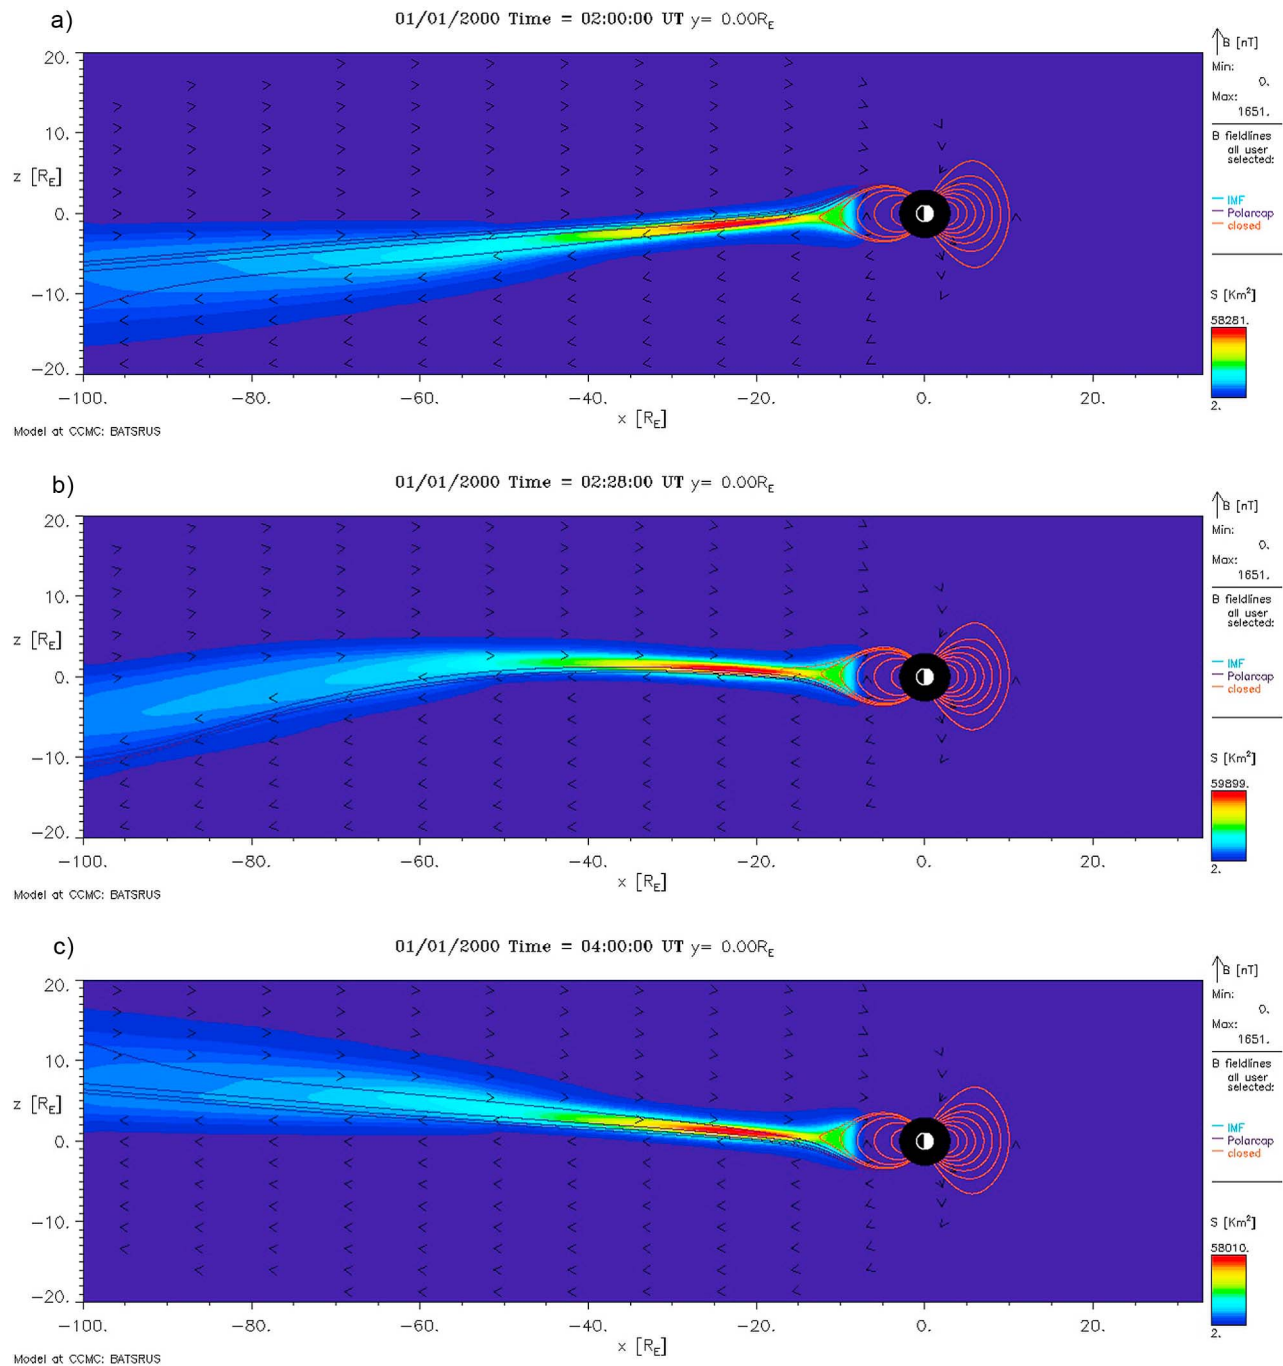 a)
01/01/2000 Time = 02:00:00 UT y= 0.00R_E
B [nT]
Min:
0.
Max:
1651.
B fieldlines
all user
selected:
IMF
Polarcap
closed
S [Km²]
58281.
2.
20.
10.
z [R_E]
0.
-10.
-20.
-100.
-80.
-60.
-40.
-20.
0.
20.
x [R_E]
Model at CCMC: BATSRUS
b)
01/01/2000 Time = 02:28:00 UT y= 0.00R_E
B [nT]
Min:
0.
Max:
1651.
B fieldlines
all user
selected:
IMF
Polarcap
closed
S [Km²]
59899.
2.
20.
10.
z [R_E]
0.
-10.
-20.
-100.
-80.
-60.
-40.
-20.
0.
20.
x [R_E]
Model at CCMC: BATSRUS
c)
01/01/2000 Time = 04:00:00 UT y= 0.00R_E
B [nT]
Min:
0.
Max:
1651.
B fieldlines
all user
selected:
IMF
Polarcap
closed
S [Km²]
58010.
2.
20.
10.
z [R_E]
0.
-10.
-20.
-100.
-80.
-60.
-40.
-20.
0.
20.
x [R_E]
Model at CCMC: BATSRUS